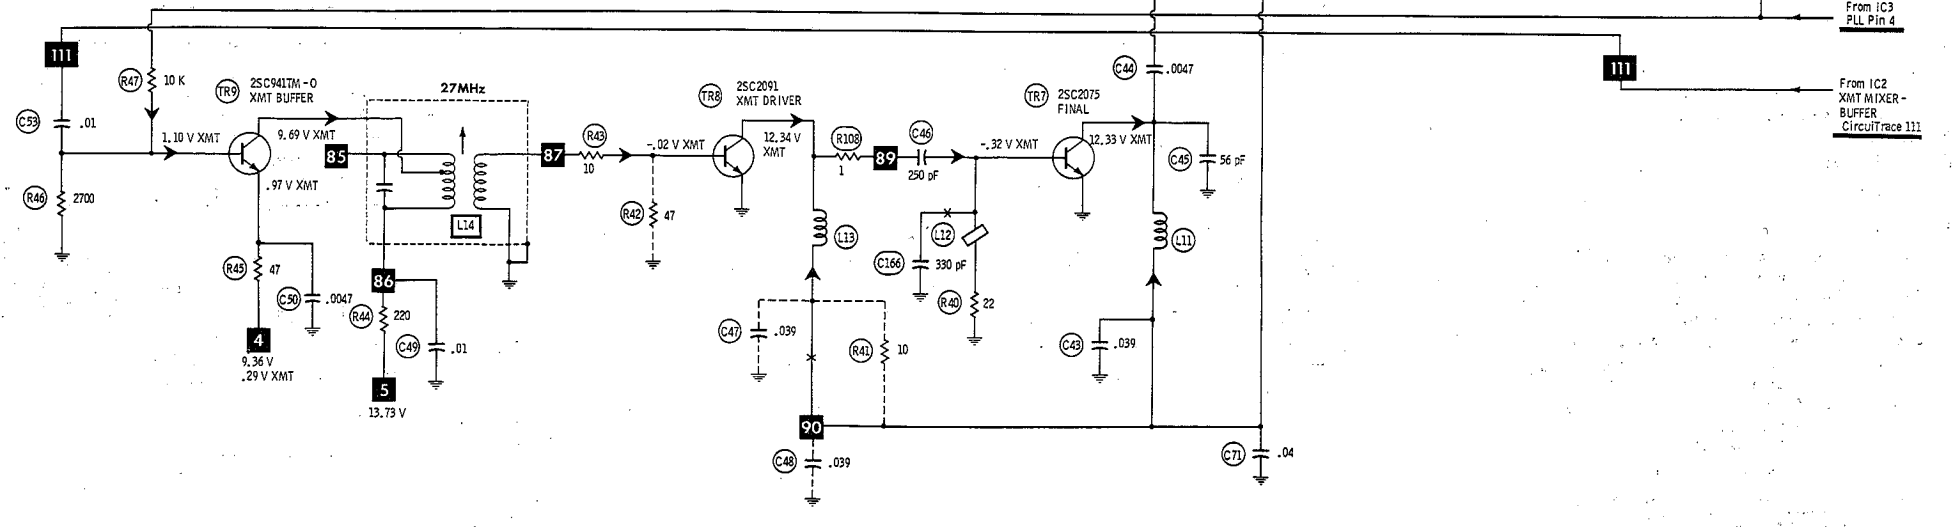 From IC3
PLL Pin 4
111
R47
10 K
C53
.01
1.10 V XMT
R46
2700
TR9
2SC941TM-O
XMT BUFFER
9.69 V XMT
.97 V XMT
R45
47
C50
.0047
4
9.36 V
.29 V XMT
27MHz
85
L14
86
R44
220
C49
.01
5
13.73 V
87
R43
10
-.02 V XMT
R42
47
TR8
2SC2091
XMT DRIVER
12.34 V
XMT
L13
R108
1
89
C46
250 pF
-.32 V XMT
C47
.039
R41
10
90
C48
.039
L12
C166
330 pF
R40
22
TR7
2SC2075
FINAL
12.33 V XMT
C44
.0047
C45
56 pF
L11
C43
.039
C71
.04
111
From IC2
XMT MIXER-
BUFFER
CircuiTrace 111